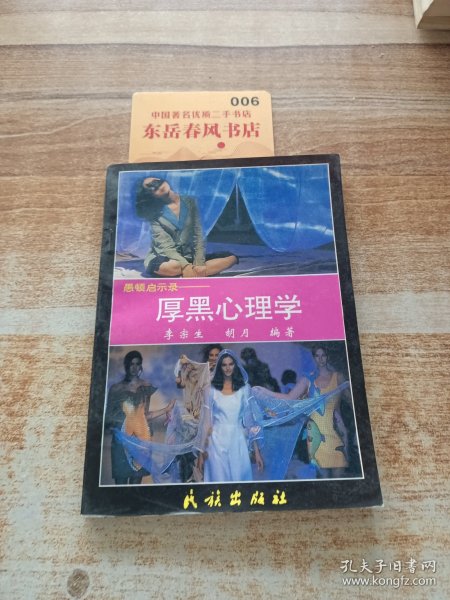 006
中国著名优质二手书店
东岳春风书店
愚顿启示录——
厚黑心理学
李宗生 胡月 编著
民族出版社
孔夫子旧书网
www.kongfz.com